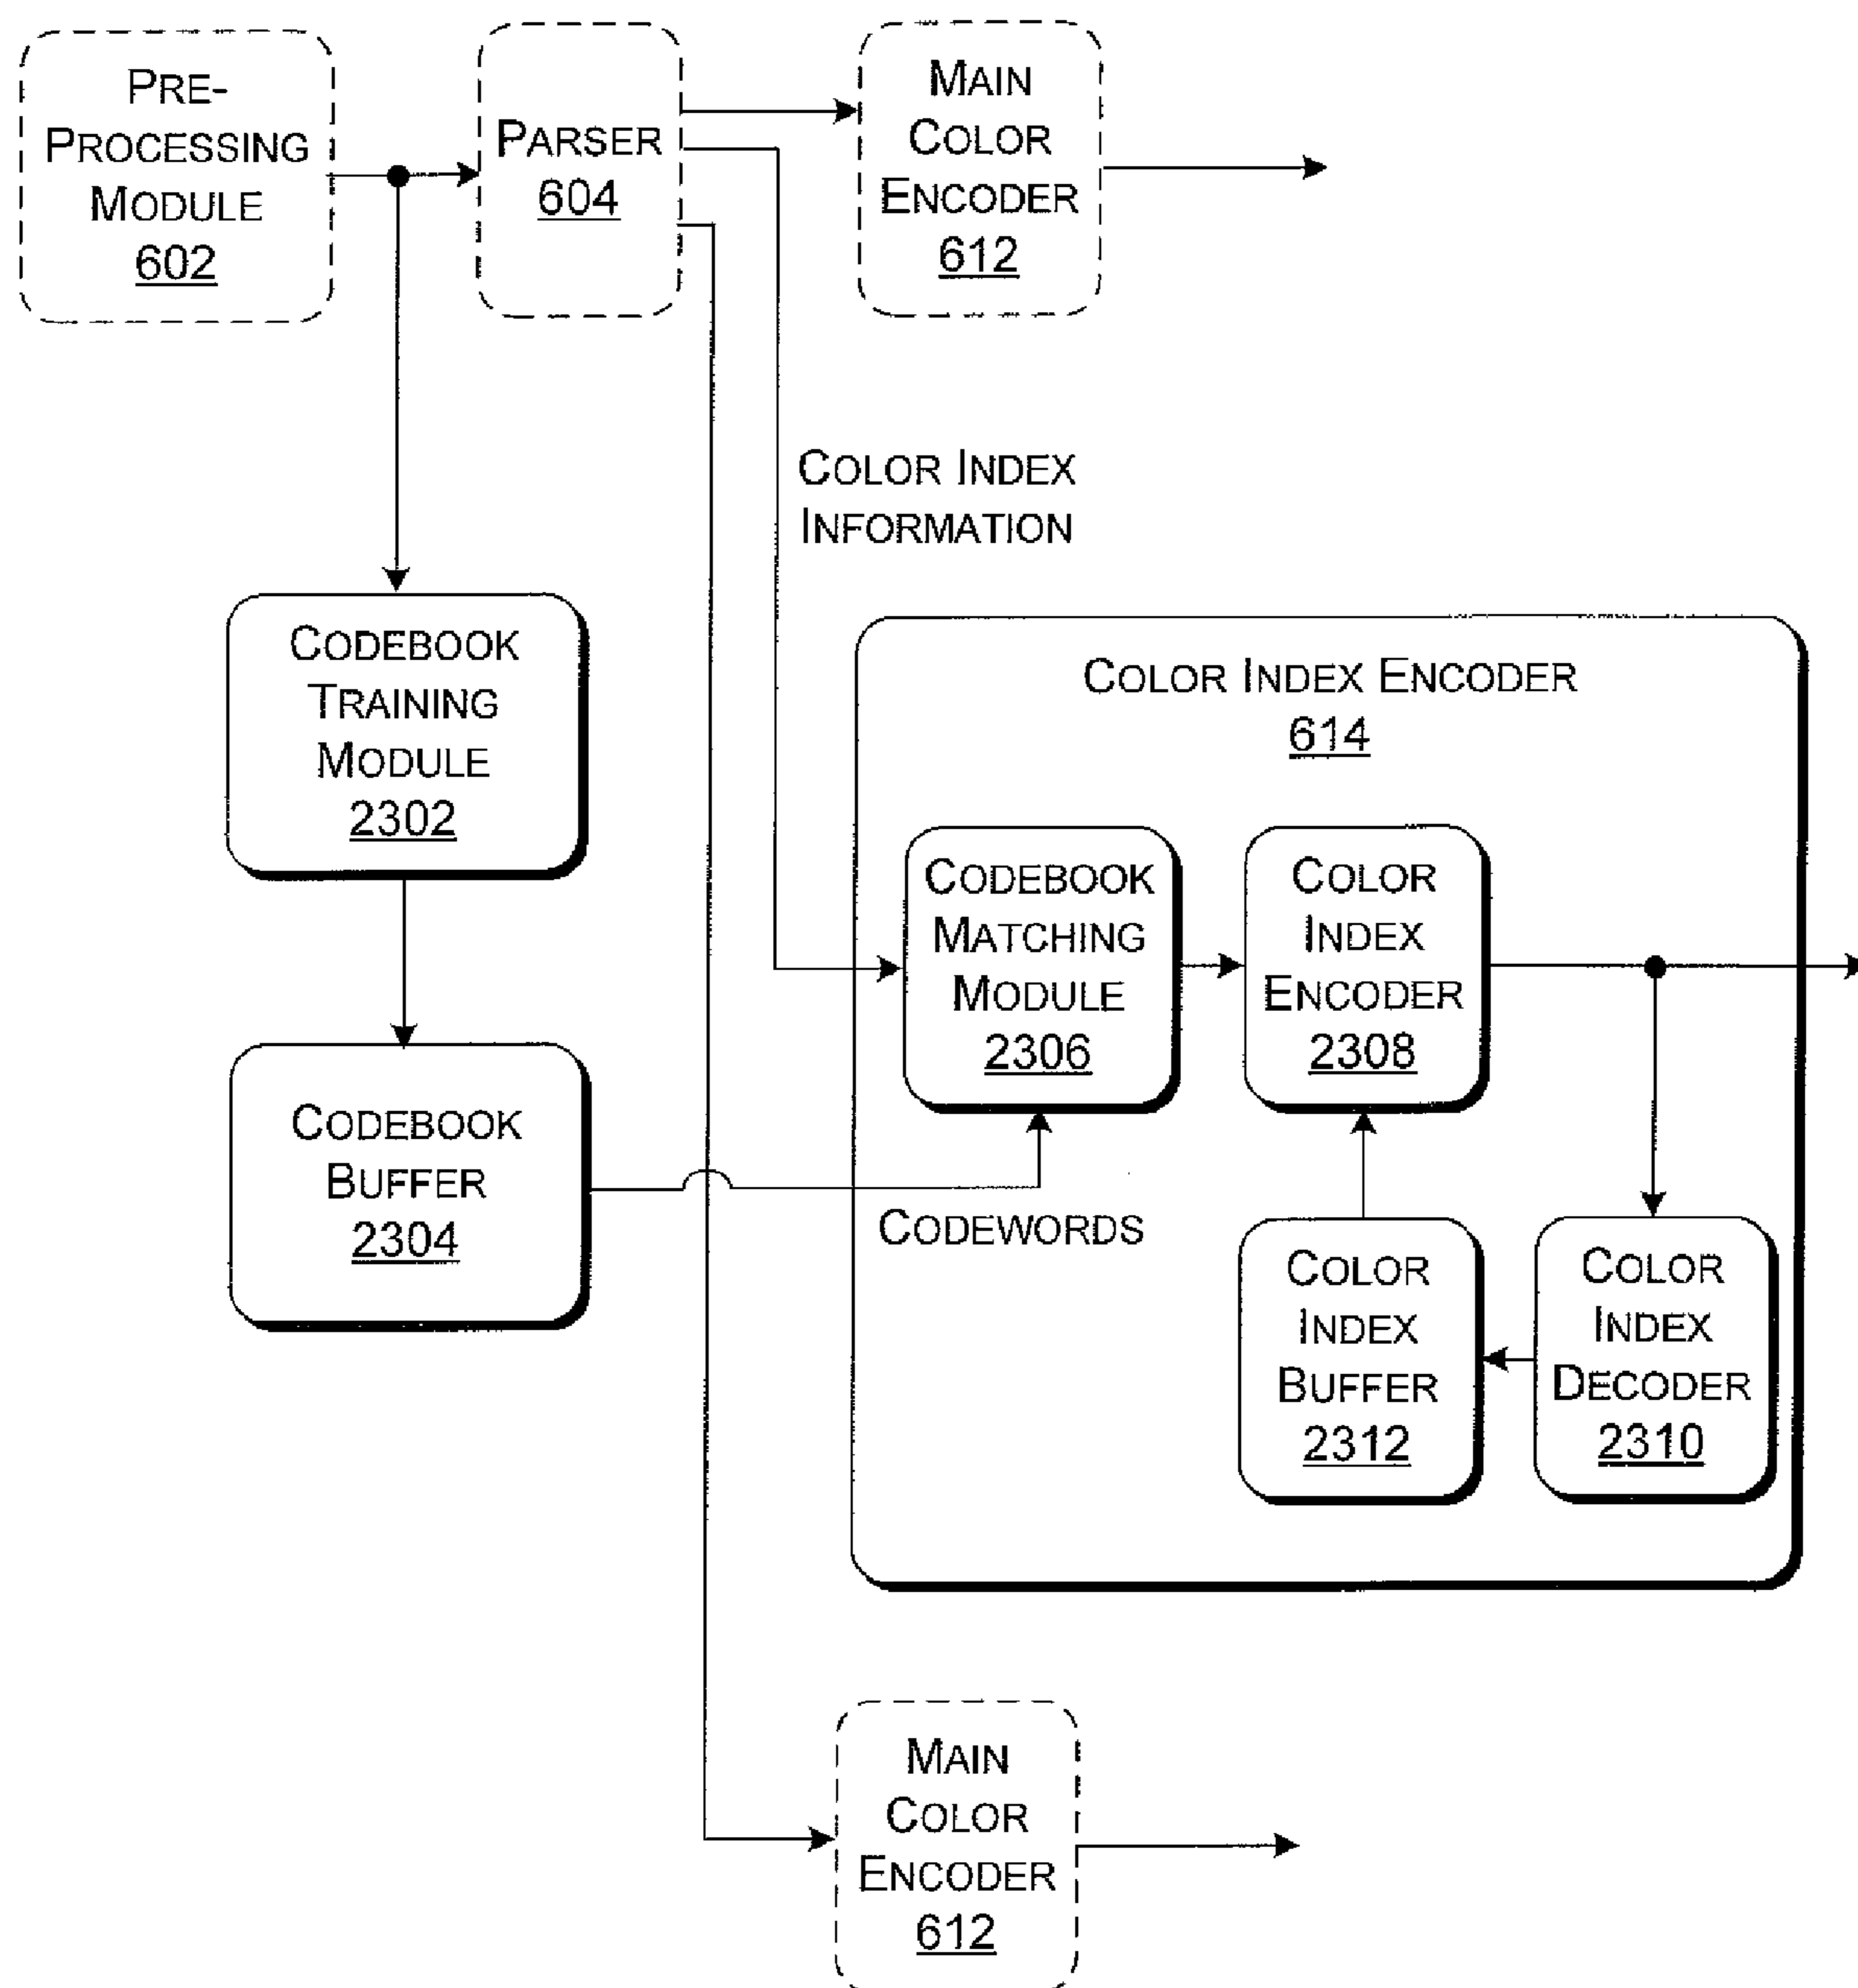 PRE-
PROCESSING
MODULE
602
PARSER
604
MAIN
COLOR
ENCODER
612
COLOR INDEX
INFORMATION
CODEBOOK
TRAINING
MODULE
2302
CODEBOOK
BUFFER
2304
COLOR INDEX ENCODER
614
CODEBOOK
MATCHING
MODULE
2306
COLOR
INDEX
ENCODER
2308
CODEWORDS
COLOR
INDEX
BUFFER
2312
COLOR
INDEX
DECODER
2310
MAIN
COLOR
ENCODER
612